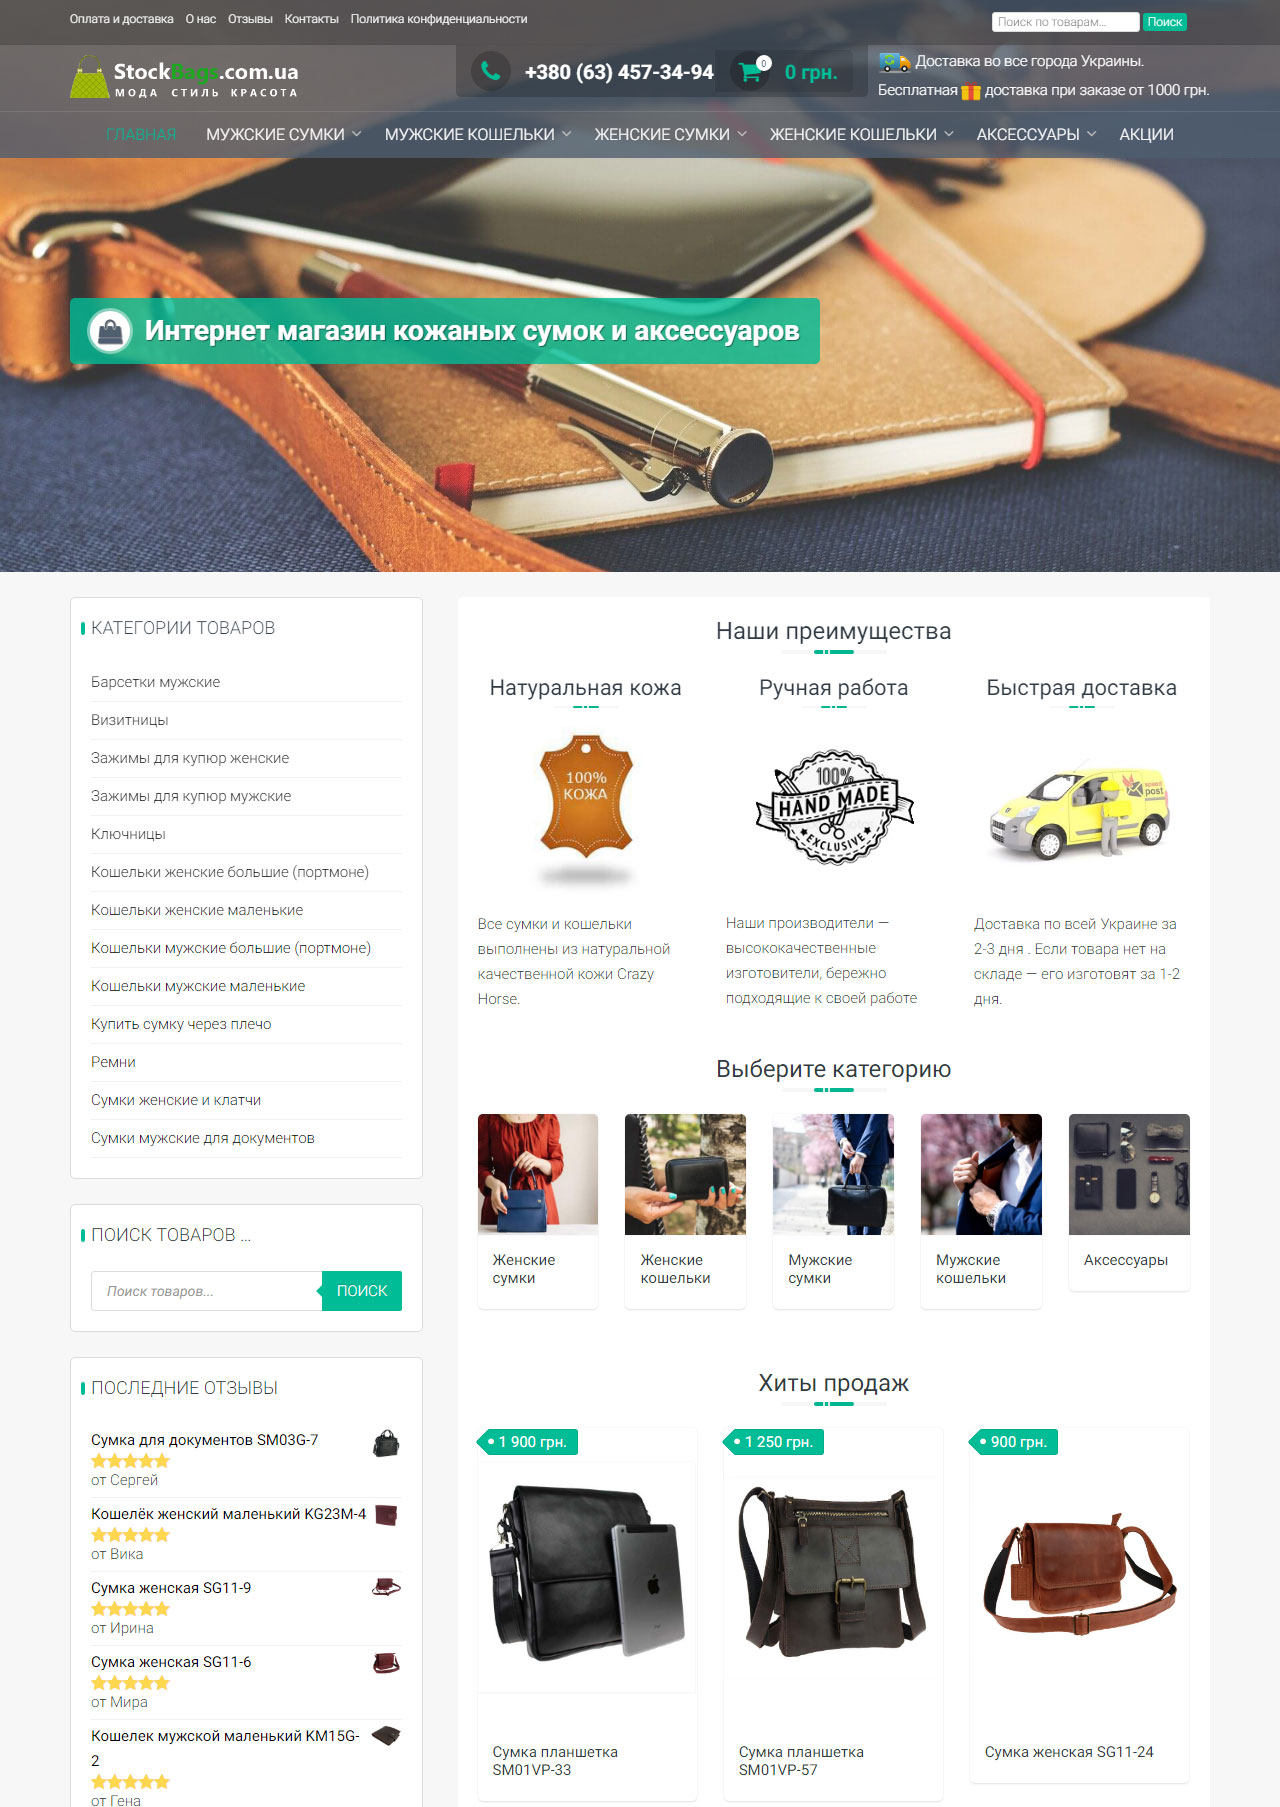 Оплата и доставка О нас Отзывы Контакты Политика конфиденциальности
Поиск по товарам... Поиск
StockBags.com.ua
МОДА СТИЛЬ КРАСОТА
+380 (63) 457-34-94
0
0 грн.
Доставка во все города Украины.
Бесплатная доставка при заказе от 1000 грн.
ГЛАВНАЯ МУЖСКИЕ СУМКИ МУЖСКИЕ КОШЕЛЬКИ ЖЕНСКИЕ СУМКИ ЖЕНСКИЕ КОШЕЛЬКИ АКСЕССУАРЫ АКЦИИ
Интернет магазин кожаных сумок и аксессуаров
КАТЕГОРИИ ТОВАРОВ
Барсетки мужские
Визитницы
Зажимы для купюр женские
Зажимы для купюр мужские
Ключницы
Кошельки женские большие (портмоне)
Кошельки женские маленькие
Кошельки мужские большие (портмоне)
Кошельки мужские маленькие
Купить сумку через плечо
Ремни
Сумки женские и клатчи
Сумки мужские для документов
ПОИСК ТОВАРОВ ...
Поиск товаров... ПОИСК
ПОСЛЕДНИЕ ОТЗЫВЫ
Сумка для документов SM03G-7
от Сергей
Кошелёк женский маленький KG23M-4
от Вика
Сумка женская SG11-9
от Ирина
Сумка женская SG11-6
от Мира
Кошелек мужской маленький KM15G-
2
от Гена
Наши преимущества
Натуральная кожа
100%
КОЖА
Все сумки и кошельки
выполнены из натуральной
качественной кожи Crazy
Horse.
Ручная работа
100%
HAND MADE
EXCLUSIVE
Наши производители —
высококачественные
изготовители, бережно
подходящие к своей работе
Быстрая доставка
speed
post
Доставка по всей Украине за
2-3 дня . Если товара нет на
складе — его изготовят за 1-2
дня.
Выберите категорию
Женские
сумки
Женские
кошельки
Мужские
сумки
Мужские
кошельки
Аксессуары
Хиты продаж
1 900 грн.
Сумка планшетка
SM01VP-33
1 250 грн.
Сумка планшетка
SM01VP-57
900 грн.
Сумка женская SG11-24